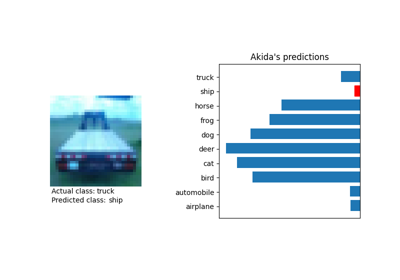 Akida's predictions
truck
ship
horse
frog
dog
deer
cat
bird
automobile
airplane
Actual class: truck
Predicted class: ship